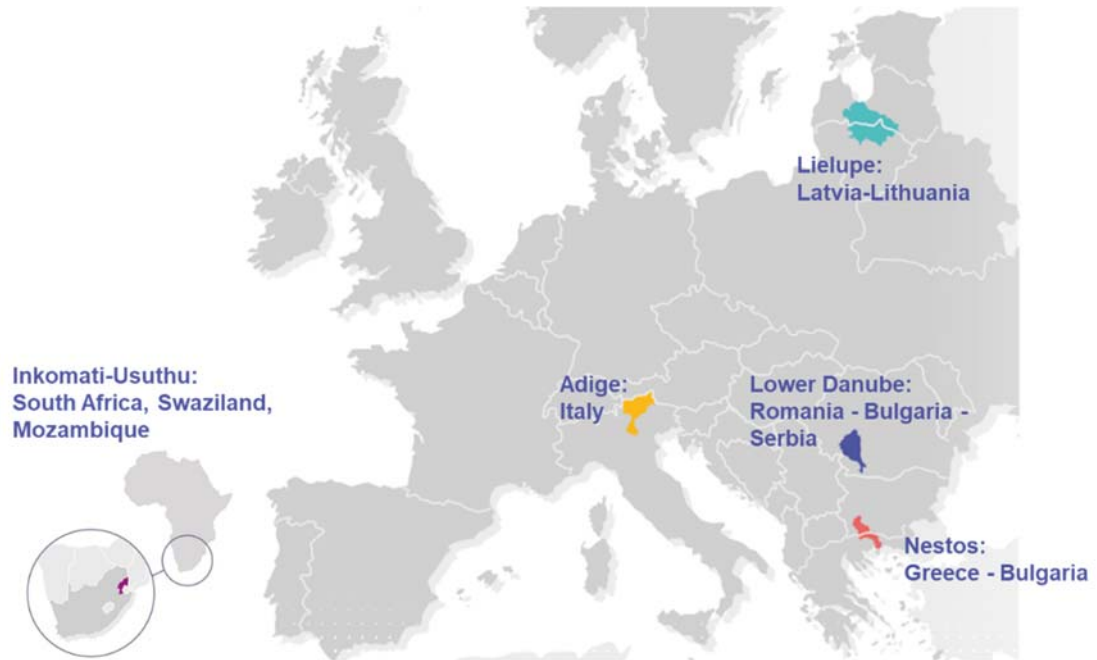 Lielupe:
Latvia-Lithuania
Inkomati-Usuthu:
South Africa, Swaziland,
Mozambique
Adige:
Italy
Lower Danube:
Romania - Bulgaria -
Serbia
Nestos:
Greece - Bulgaria